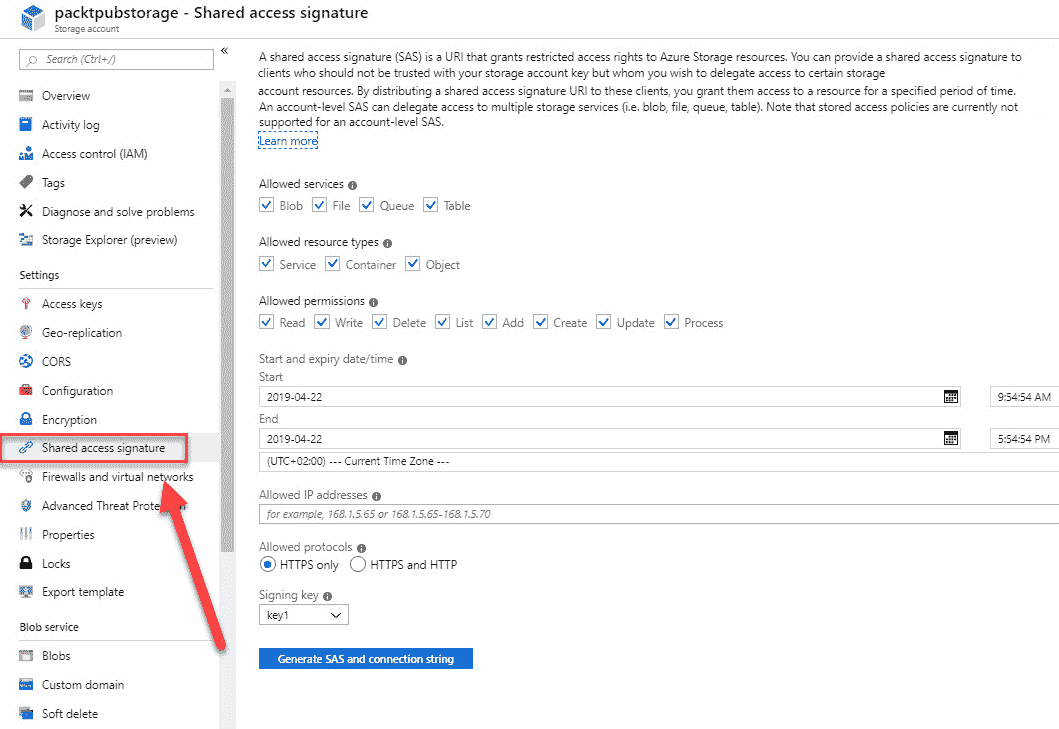 packtpubstorage - Shared access signature
Storage account
Search (Ctrl+/)
«
Overview
Activity log
Access control (IAM)
Tags
Diagnose and solve problems
Storage Explorer (preview)
Settings
Access keys
Geo-replication
CORS
Configuration
Encryption
Shared access signature
Firewalls and virtual networks
Advanced Threat
Properties
Locks
Export template
Blob service
Blobs
Custom domain
Soft delete
A shared access signature (SAS) is a URI that grants restricted access rights to Azure Storage resources. You can provide a shared access signature to
clients who should not be trusted with your storage account key but whom you wish to delegate access to certain storage
account resources. By distributing a shared access signature URI to these clients, you grant them access to a resource for a specified period of time.
An account-level SAS can delegate access to multiple storage services (i.e. blob, file, queue, table). Note that stored access policies are currently not
supported for an account-level SAS.
Learn more
Allowed services
Blob File Queue Table
Allowed resource types
Service Container Object
Allowed permissions
Read Write Delete List Add Create Update Process
Start and expiry date/time
Start
2019-04-22 9:54:54 AM
End
2019-04-22 5:54:54 PM
(UTC+02:00) --- Current Time Zone ---
Allowed IP addresses
for example, 168.1.5.65 or 168.1.5.65-168.1.5.70
Allowed protocols
HTTPS only HTTPS and HTTP
Signing key
key1
Generate SAS and connection string